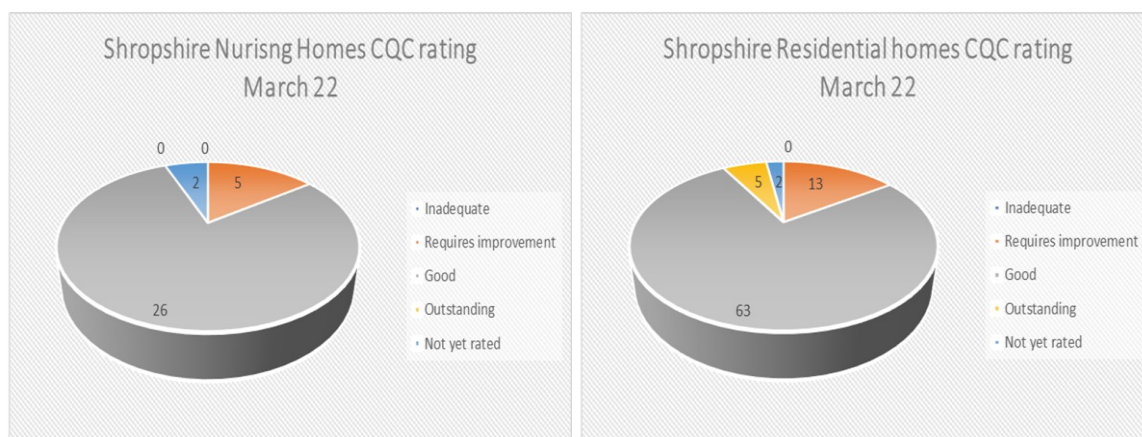 Shropshire Nurisng Homes CQC rating
March 22
0
0
2
5
26
Inadequate
Requires improvement
Good
Outstanding
Not yet rated
Shropshire Residential homes CQC rating
March 22
0
5
2
13
63
Inadequate
Requires improvement
Good
Outstanding
Not yet rated